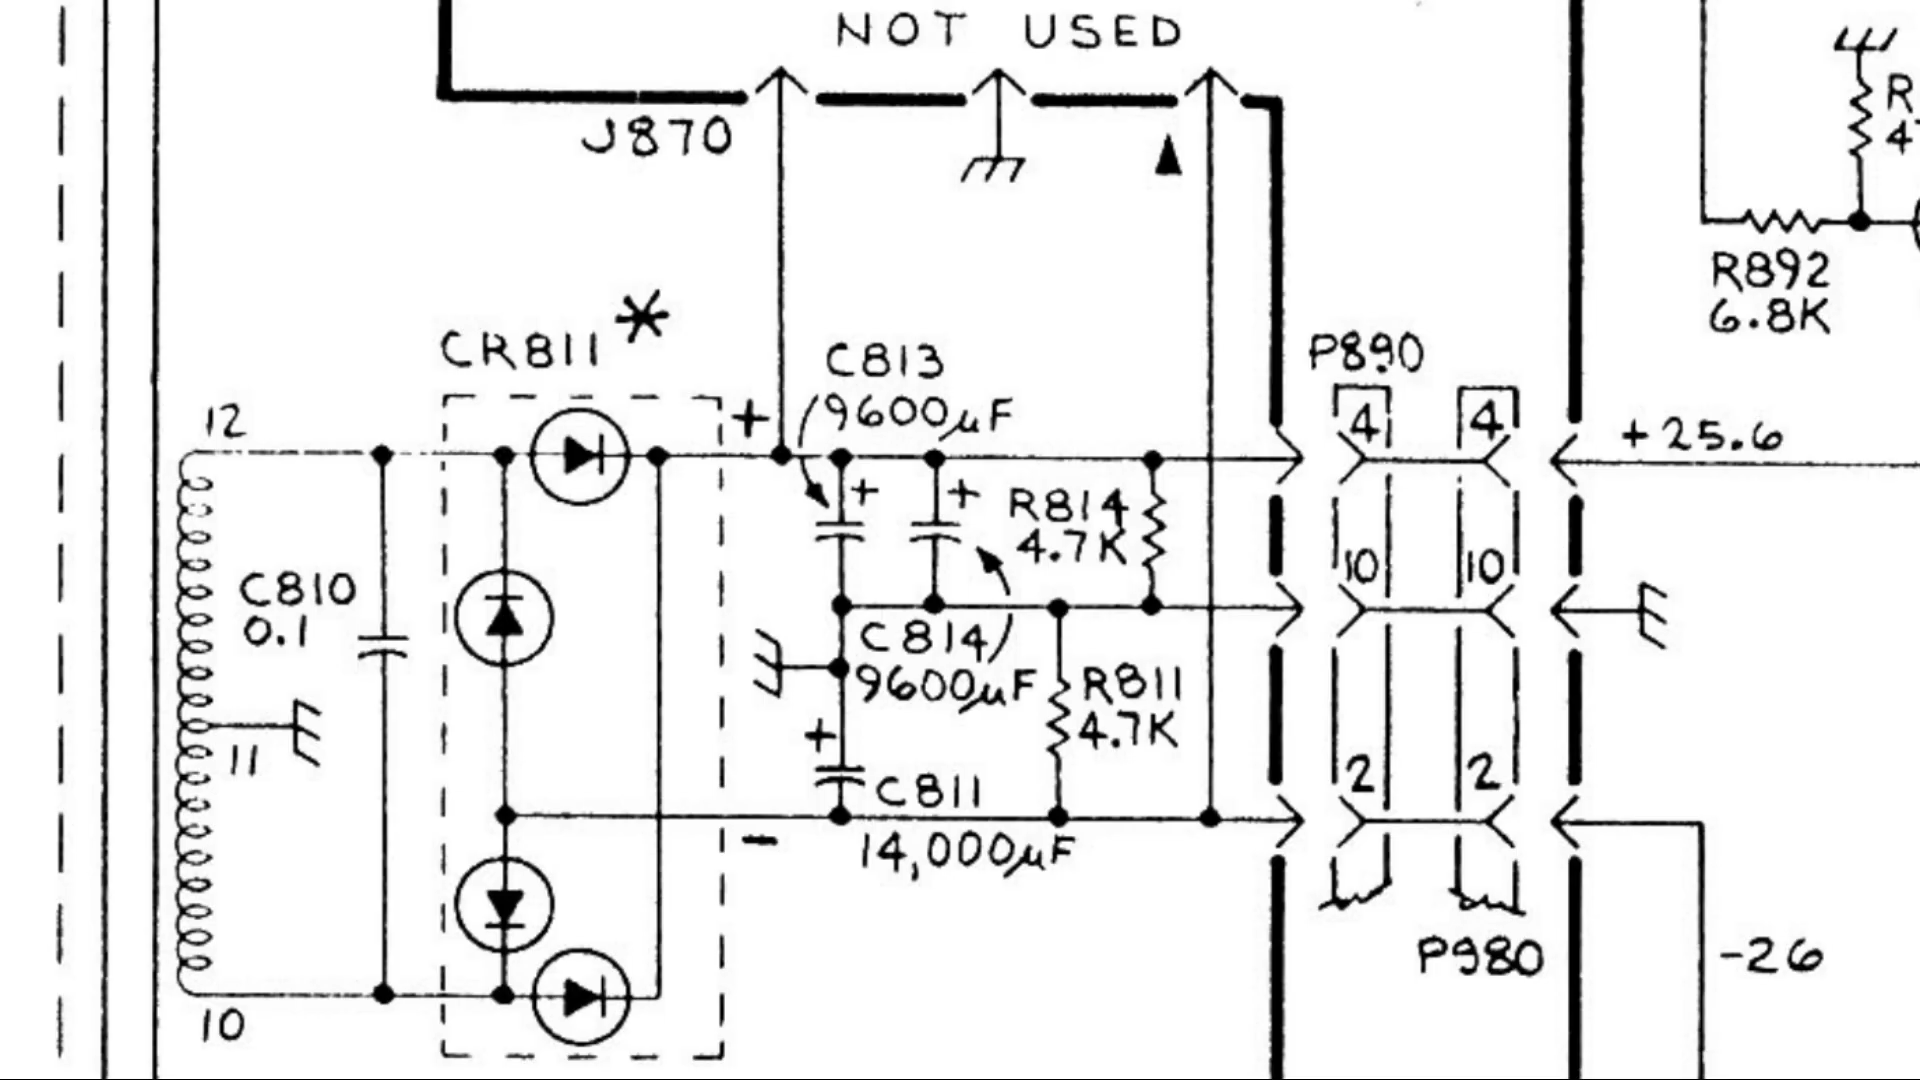 NOT USED
J870
R
47
R892
6.8K
CR811 *
C813
9600µF
P890
12
+
4
4
+25.6
+
+
R814
4.7K
C810
0.1
10
10
C814
9600µF
R811
4.7K
11
+
C811
14,000µF
2
2
-
P980
-26
10